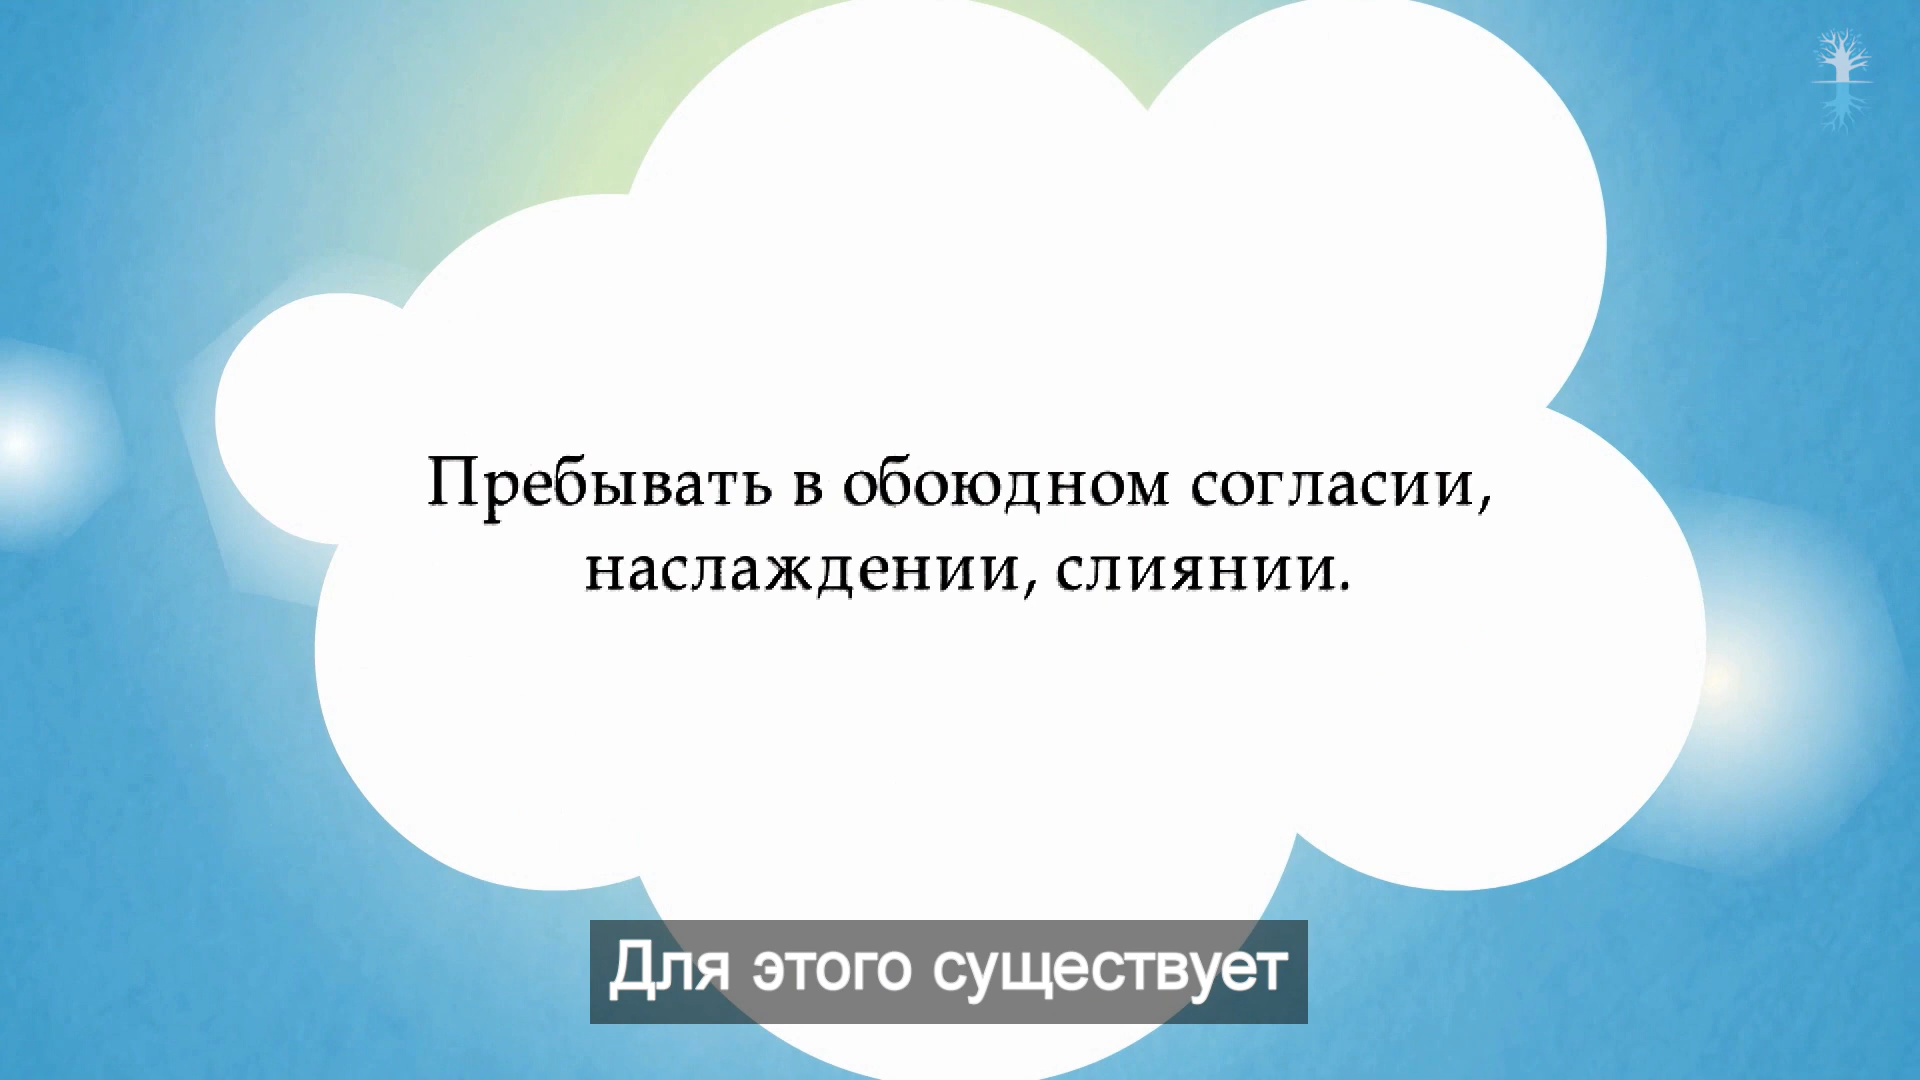 Пребывать в обоюдном согласии,
наслаждении, слиянии.
Для этого существует